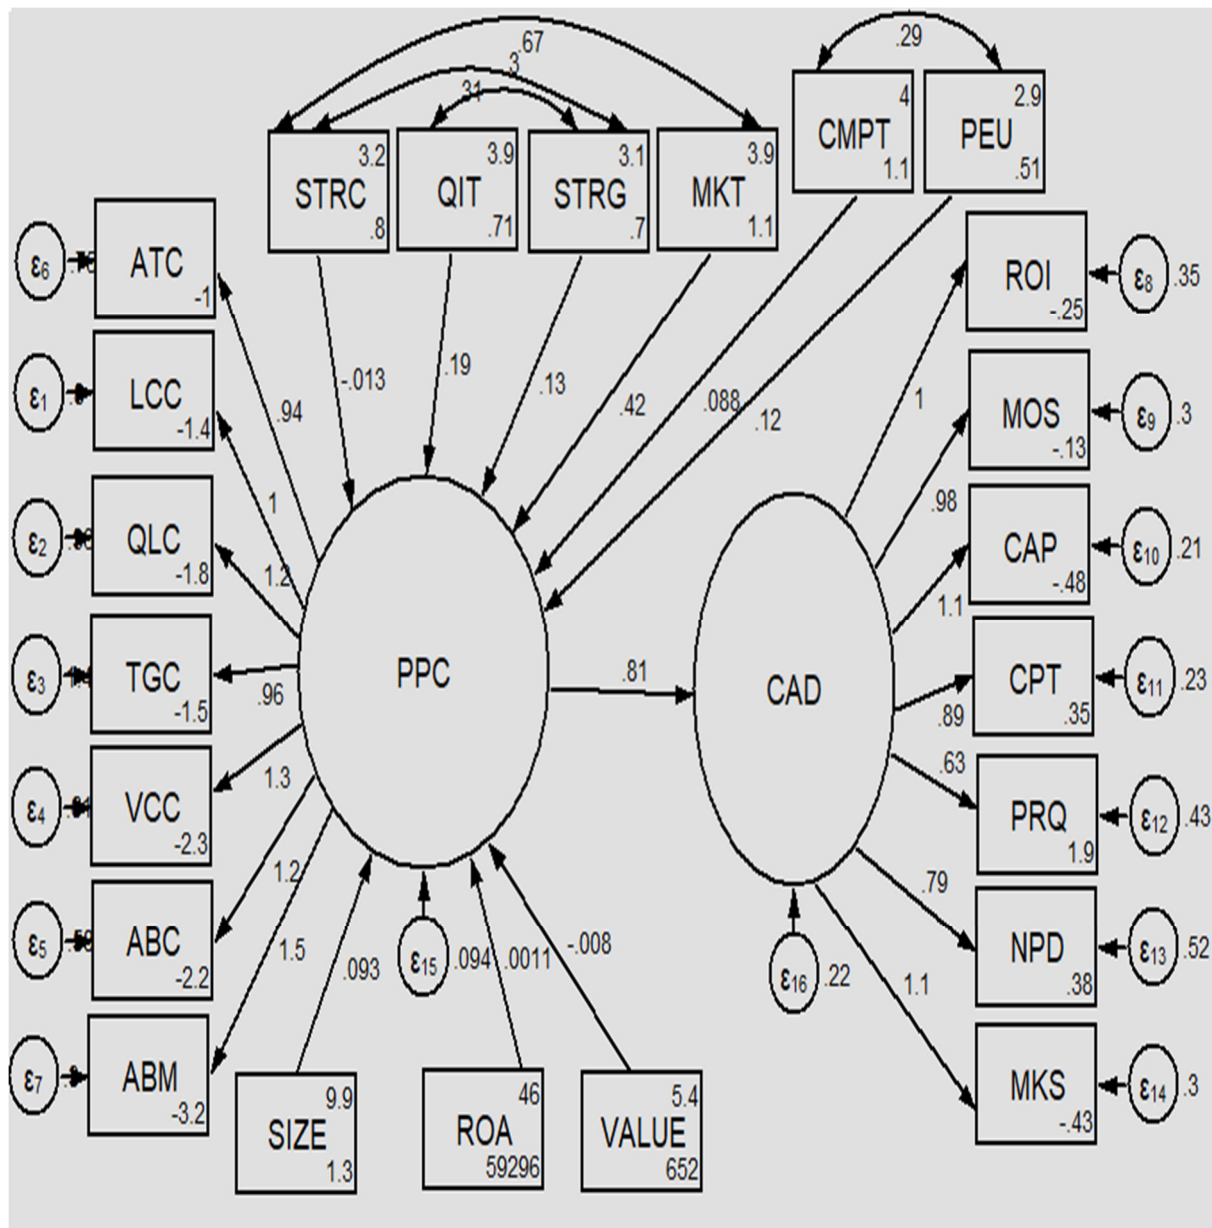 .67
.3
.31
.29
3.2
STRC
.8
3.9
QIT
.71
3.1
STRG
.7
3.9
MKT
1.1
4
CMPT
1.1
2.9
PEU
.51
ε6
ATC
-1
ε1
LCC
-1.4
ε2
QLC
-1.8
ε3
TGC
-1.5
ε4
VCC
-2.3
ε5
ABC
-2.2
ε7
ABM
-3.2
.94
1
1.2
.96
1.3
1.2
1.5
-.013
.19
.13
.42
.088
.12
PPC
.81
CAD
.093
ε15
.094
.0011
-.008
ε16
.22
9.9
SIZE
1.3
46
ROA
59296
5.4
VALUE
652
1
.98
1.1
.89
.63
.79
1.1
ROI
-.25
ε8
.35
MOS
-.13
ε9
.3
CAP
-.48
ε10
.21
CPT
.35
ε11
.23
PRQ
1.9
ε12
.43
NPD
.38
ε13
.52
MKS
-.43
ε14
.3